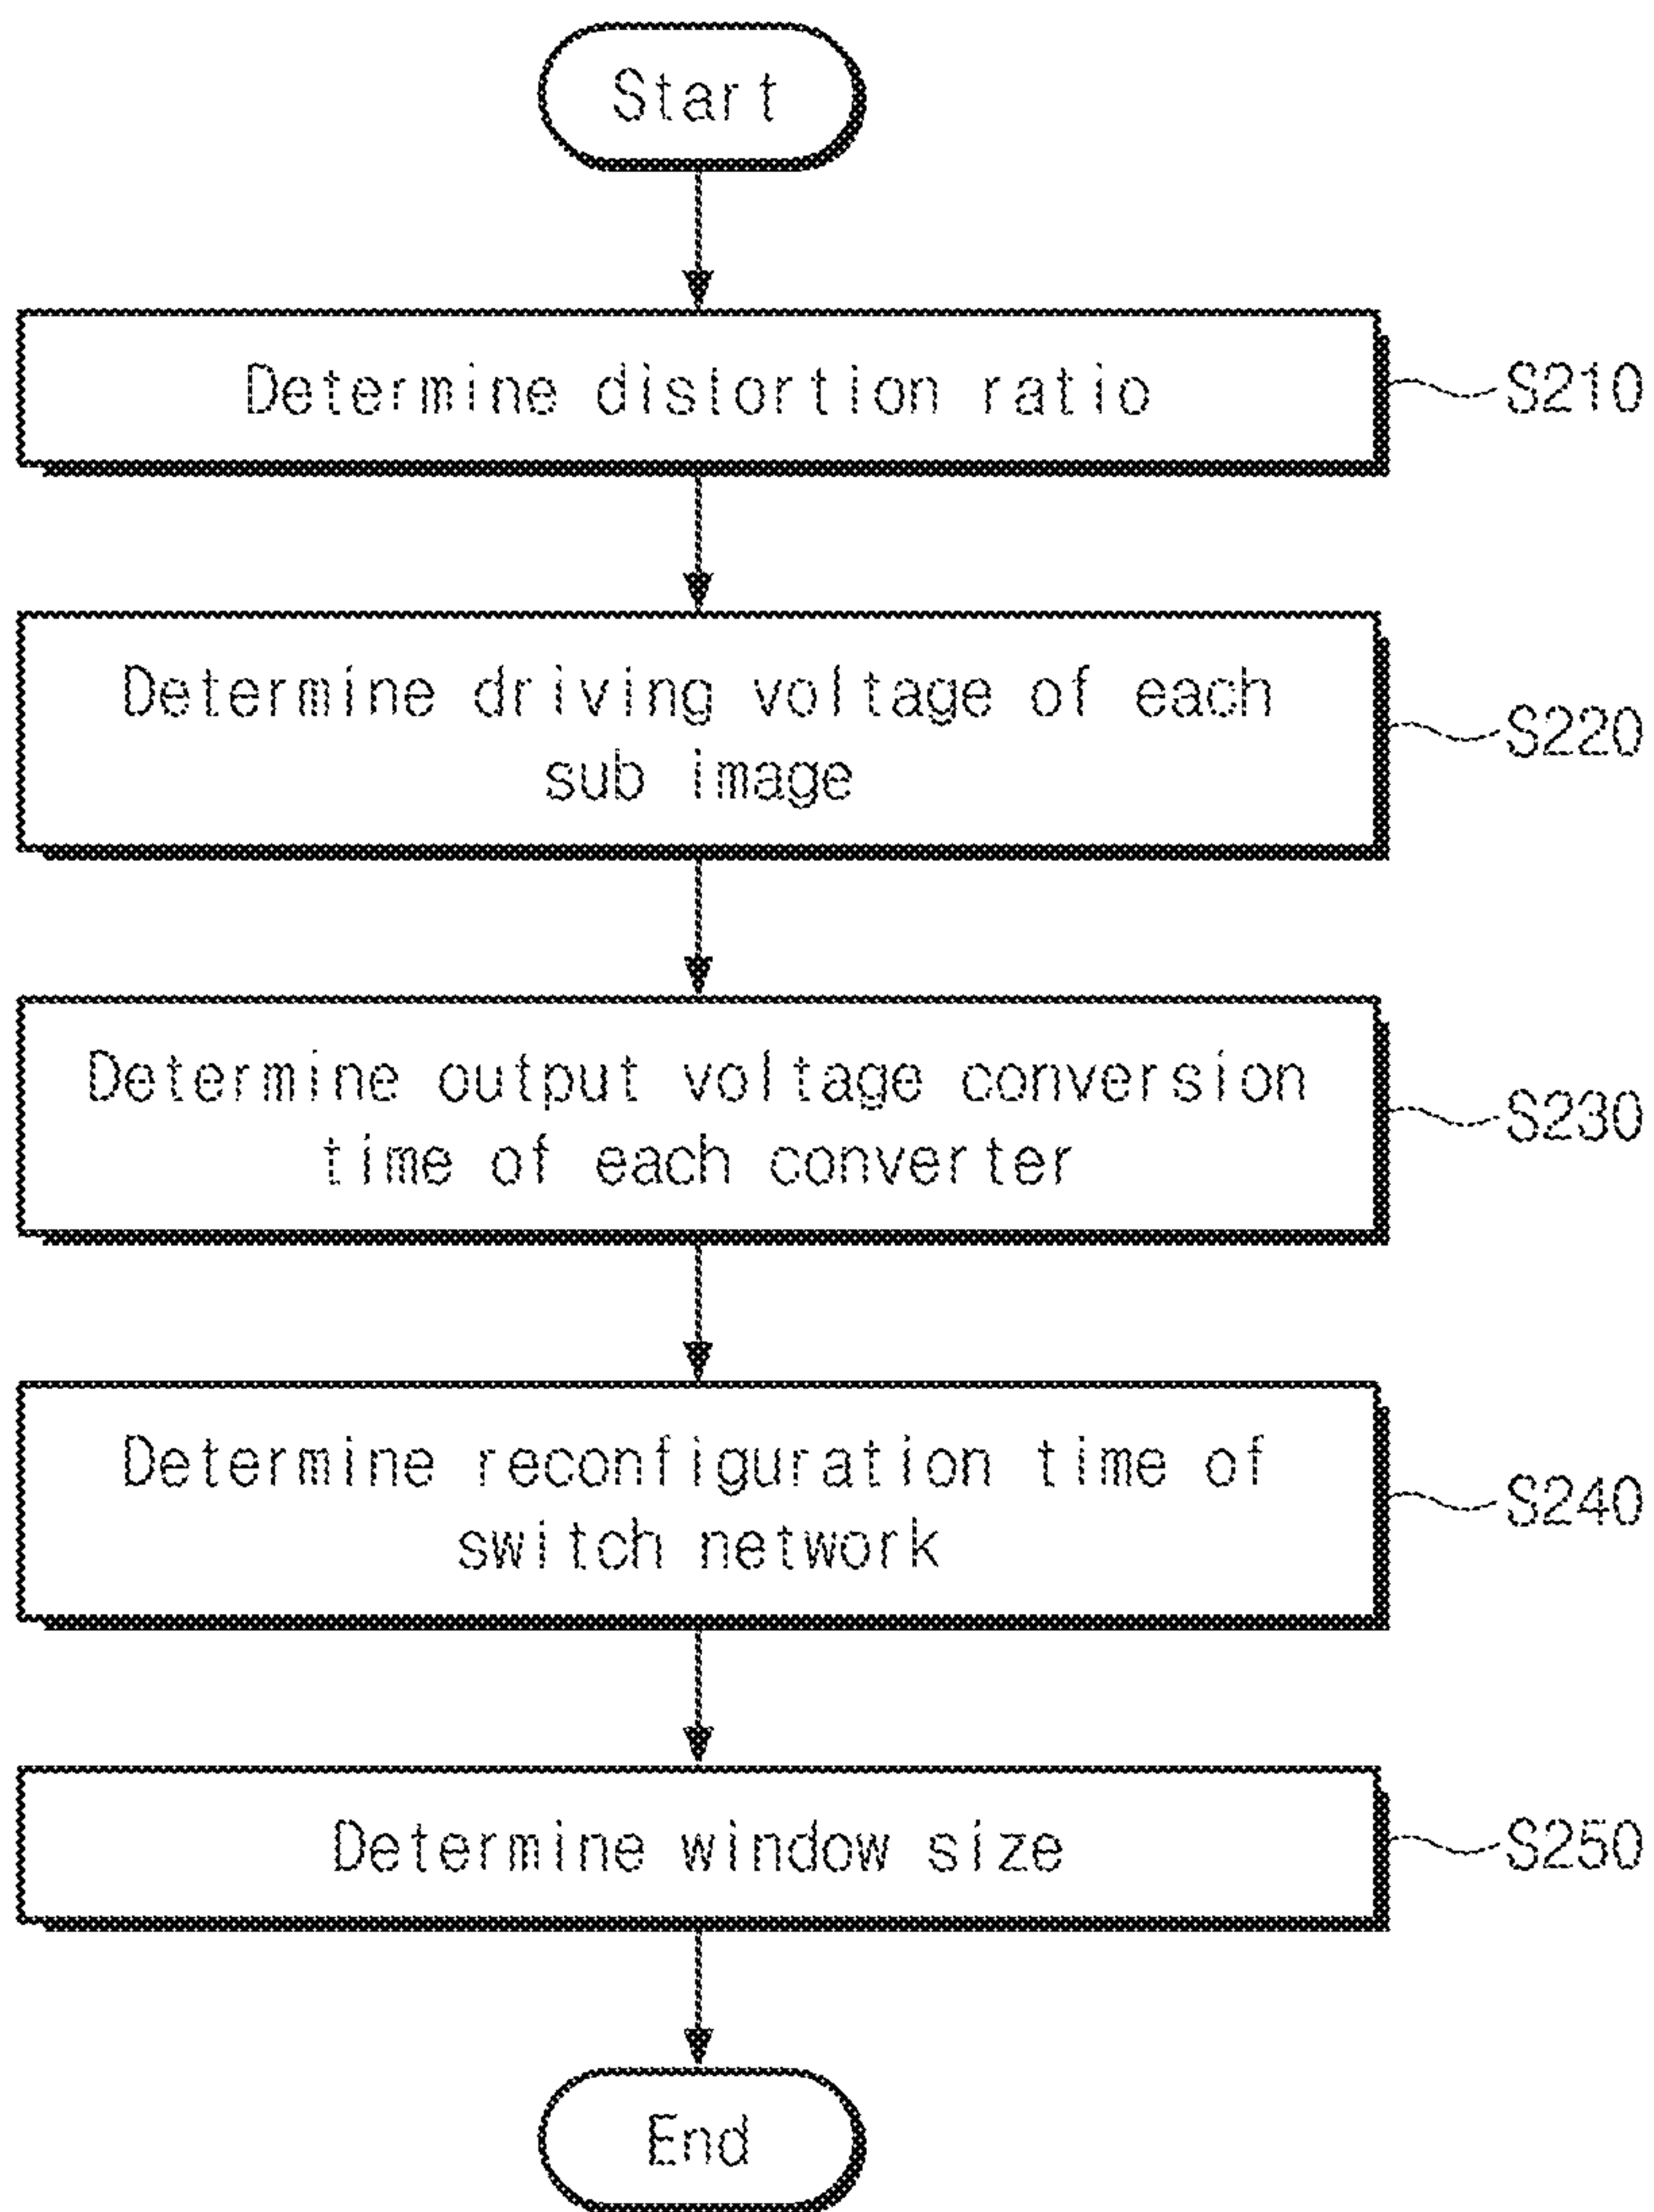 Start
Determine distortion ratio
S210
Determine driving voltage of each
sub image
S220
Determine output voltage conversion
time of each converter
S230
Determine reconfiguration time of
switch network
S240
Determine window size
S250
End